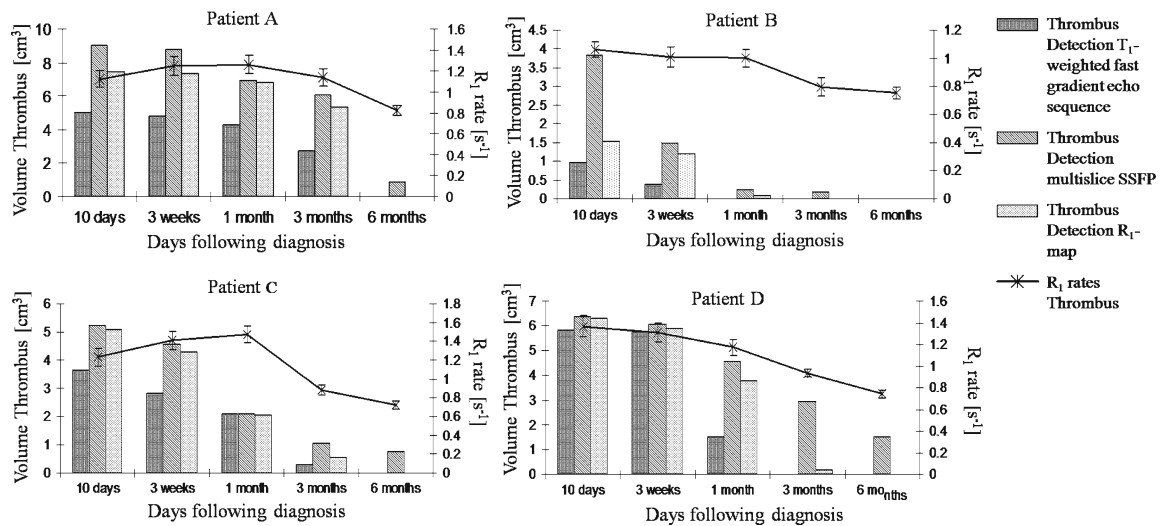 Patient A
Volume Thrombus [cm³]
10
8
6
4
2
0
1.6
1.4
1.2
1
0.8
0.6
0.4
0.2
0
R₁ rate [s⁻¹]
10 days 3 weeks 1 month 3 months 6 months
Days following diagnosis
Patient B
Volume Thrombus [cm³]
4.5
4
3.5
3
2.5
2
1.5
1
0.5
0
1.2
1
0.8
0.6
0.4
0.2
0
R₁ rate [s⁻¹]
10 days 3 weeks 1 month 3 months 6 months
Days following diagnosis
Thrombus
Detection T₁-
weighted fast
gradient echo
sequence
Thrombus
Detection
multislice SSFP
Thrombus
Detection R₁-
map
R₁ rates
Thrombus
Patient C
Volume Thrombus [cm³]
6
5
4
3
2
1
0
1.8
1.6
1.4
1.2
1
0.8
0.6
0.4
0.2
0
R₁ rate [s⁻¹]
10 days 3 weeks 1 month 3 months 6 months
Days following diagnosis
Patient D
Volume Thrombus [cm³]
7
6
5
4
3
2
1
0
1.6
1.4
1.2
1
0.8
0.6
0.4
0.2
0
R₁ rate [s⁻¹]
10 days 3 weeks 1 month 3 months 6 months
Days following diagnosis